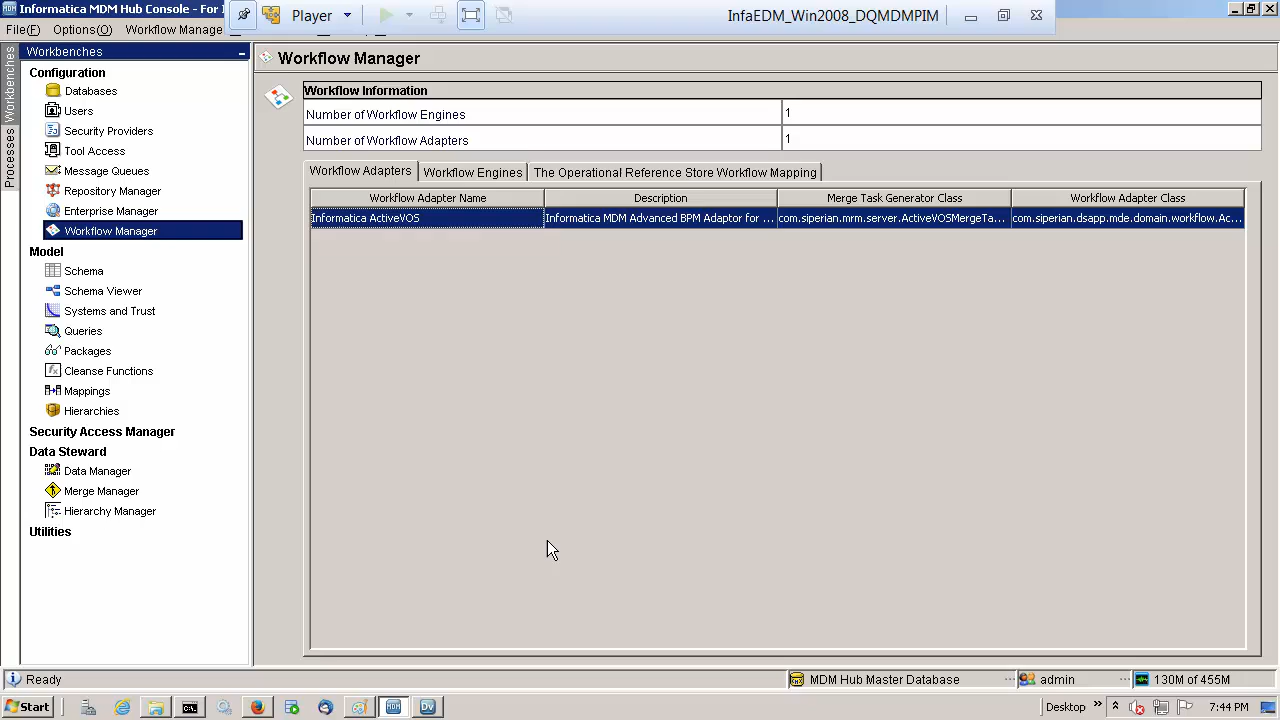 Informatica MDM Hub Console - For I
Player
InfaEDM_Win2008_DQMDMPIM
File(F) Options(O) Workflow Manage
Workbenches
Processes
Workbenches
Configuration
Databases
Users
Security Providers
Tool Access
Message Queues
Repository Manager
Enterprise Manager
Workflow Manager
Model
Schema
Schema Viewer
Systems and Trust
Queries
Packages
Cleanse Functions
Mappings
Hierarchies
Security Access Manager
Data Steward
Data Manager
Merge Manager
Hierarchy Manager
Utilities
Workflow Manager
Workflow Information
Number of Workflow Engines 1
Number of Workflow Adapters 1
Workflow Adapters Workflow Engines The Operational Reference Store Workflow Mapping
Workflow Adapter Name Description Merge Task Generator Class Workflow Adapter Class
Informatica ActiveVOS Informatica MDM Advanced BPM Adaptor for ... com.siperian.mrm.server.ActiveVOSMergeTa... com.siperian.dsapp.mde.domain.workflow.Ac...
Ready MDM Hub Master Database admin 130M of 455M
Start MDM Dv Desktop 7:44 PM